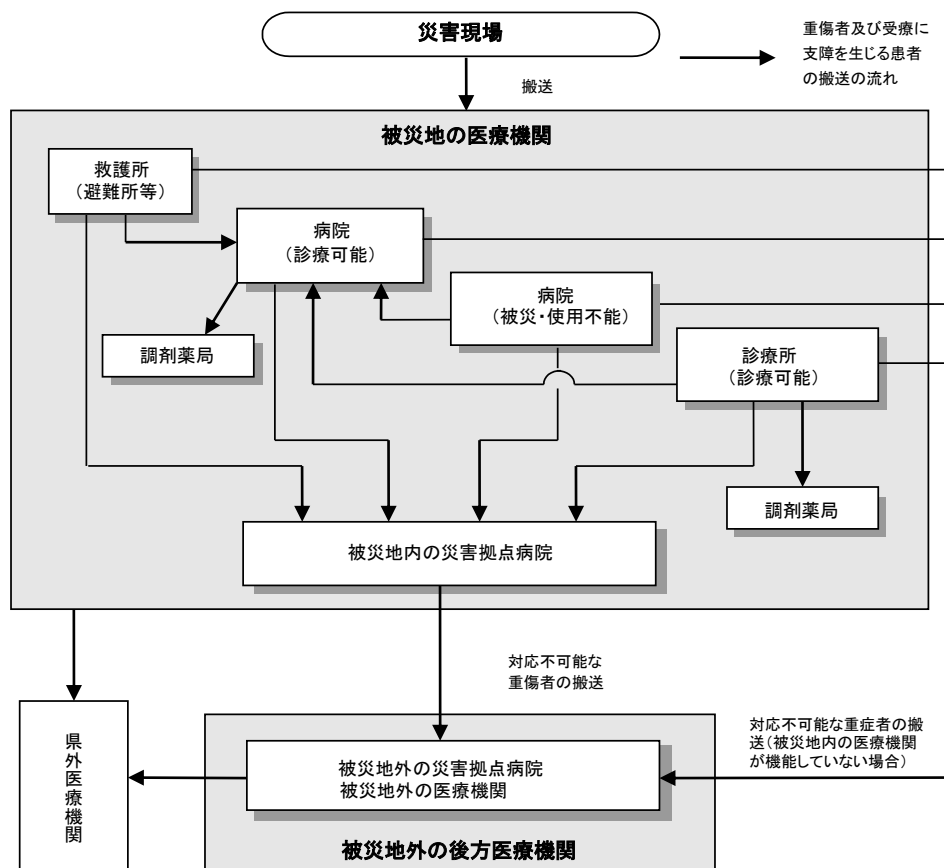 災害現場
重傷者及び受療に
支障を生じる患者
の搬送の流れ
搬送
被災地の医療機関
救護所
（避難所等）
病院
（診療可能）
病院
（被災・使用不能）
調剤薬局
診療所
（診療可能）
調剤薬局
被災地内の災害拠点病院
対応不可能な
重傷者の搬送
県外医療機関
被災地外の災害拠点病院
被災地外の医療機関
対応不可能な重症者の搬
送（被災地内の医療機関
が機能していない場合）
被災地外の後方医療機関